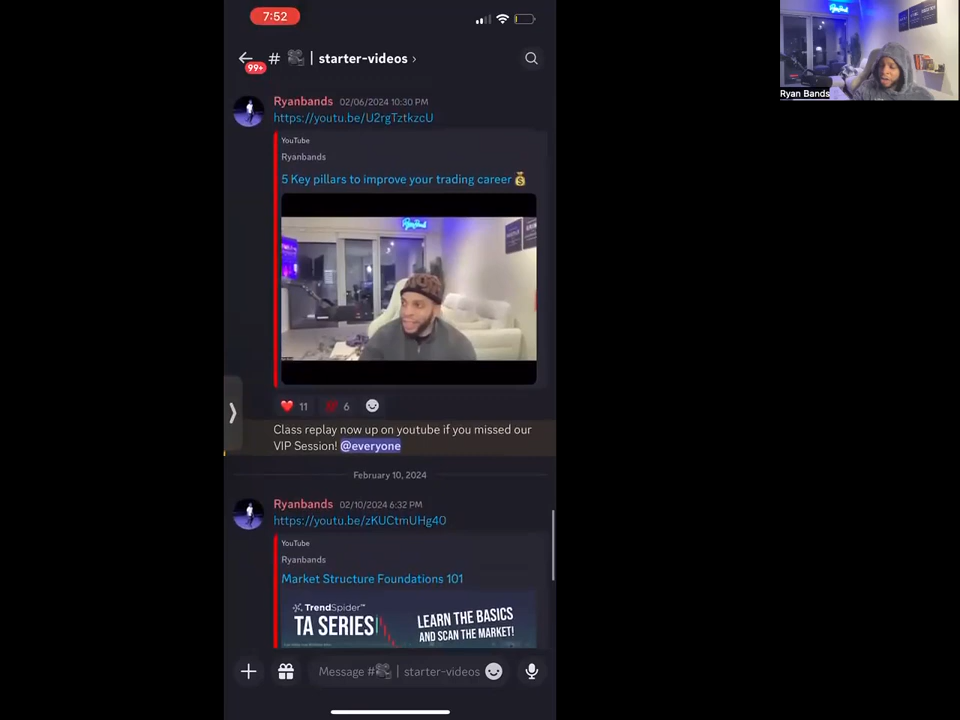 7:52
99+
# | starter-videos ›
Ryanbands 02/06/2024 10:30 PM
https://youtu.be/U2rgTztkzcU
YouTube
Ryanbands
5 Key pillars to improve your trading career 💰
❤️ 11 💯 6
Class replay now up on youtube if you missed our
VIP Session! @everyone
February 10, 2024
Ryanbands 02/10/2024 6:32 PM
https://youtu.be/zKUCtmUHg40
YouTube
Ryanbands
Market Structure Foundations 101
TrendSpider™
TA SERIES
LEARN THE BASICS
AND SCAN THE MARKET!
Message # | starter-videos
Ryan Bands